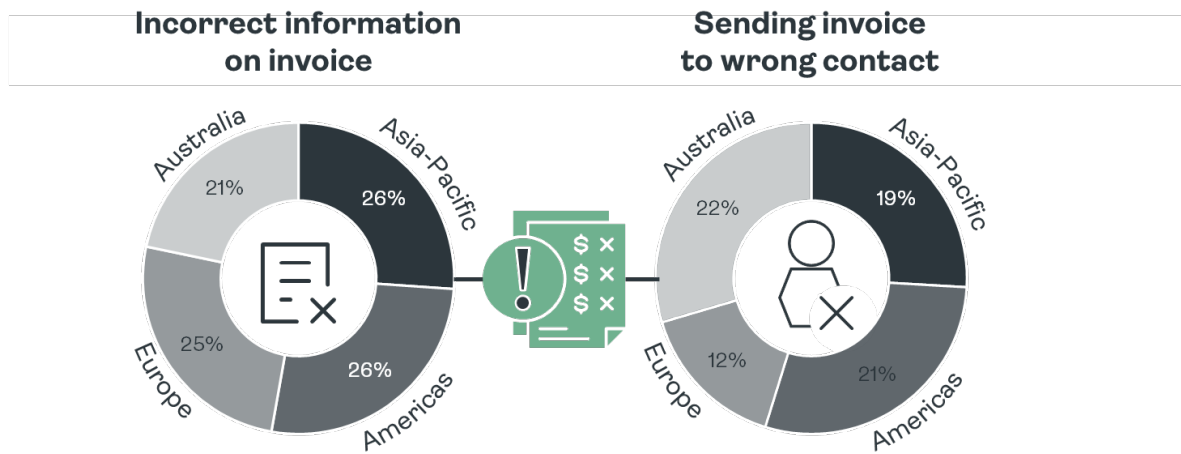 Incorrect information
on invoice
Sending invoice
to wrong contact
Australia
Asia-Pacific
21%
26%
25%
26%
Europe
Americas
$ ×
$ ×
$ ×
!
Australia
Asia-Pacific
22%
19%
12%
21%
Europe
Americas